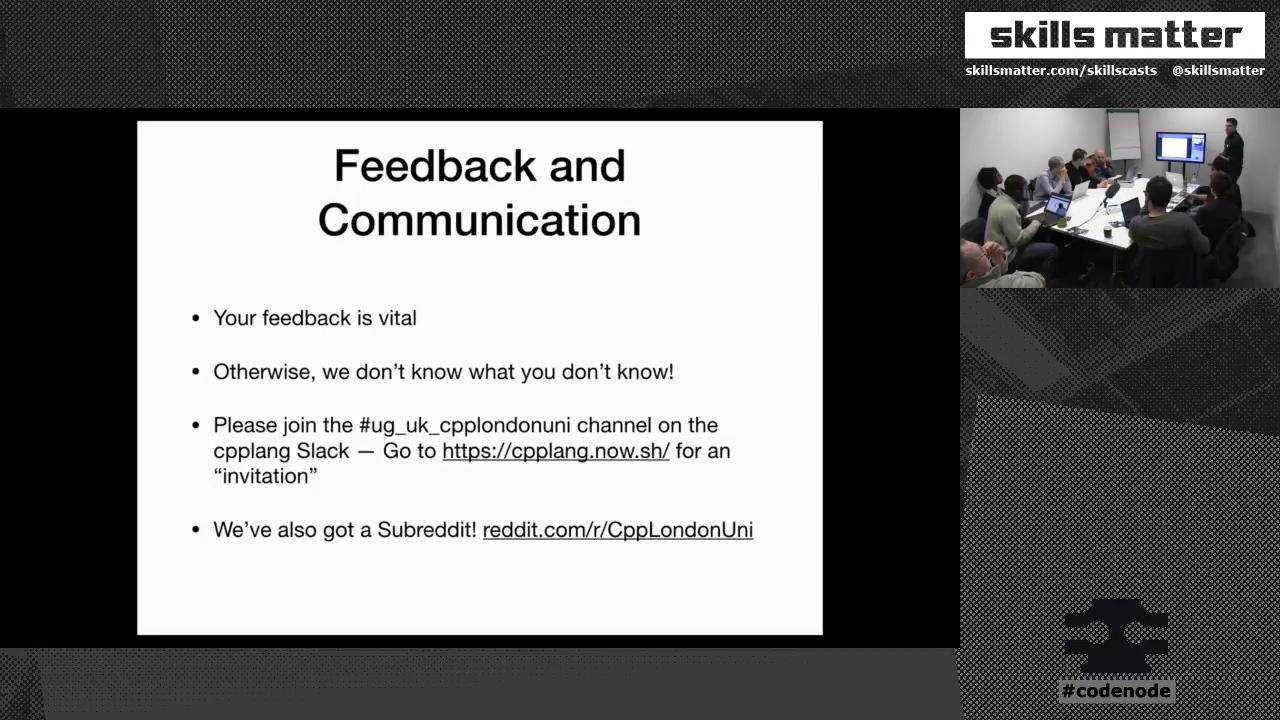 skills matter
skillsmatter.com/skillscasts @skillsmatter
Feedback and
Communication
• Your feedback is vital
• Otherwise, we don’t know what you don’t know!
• Please join the #ug_uk_cpplondonuni channel on the
cpplang Slack — Go to https://cpplang.now.sh/ for an
“invitation”
• We’ve also got a Subreddit! reddit.com/r/CppLondonUni
#codenode